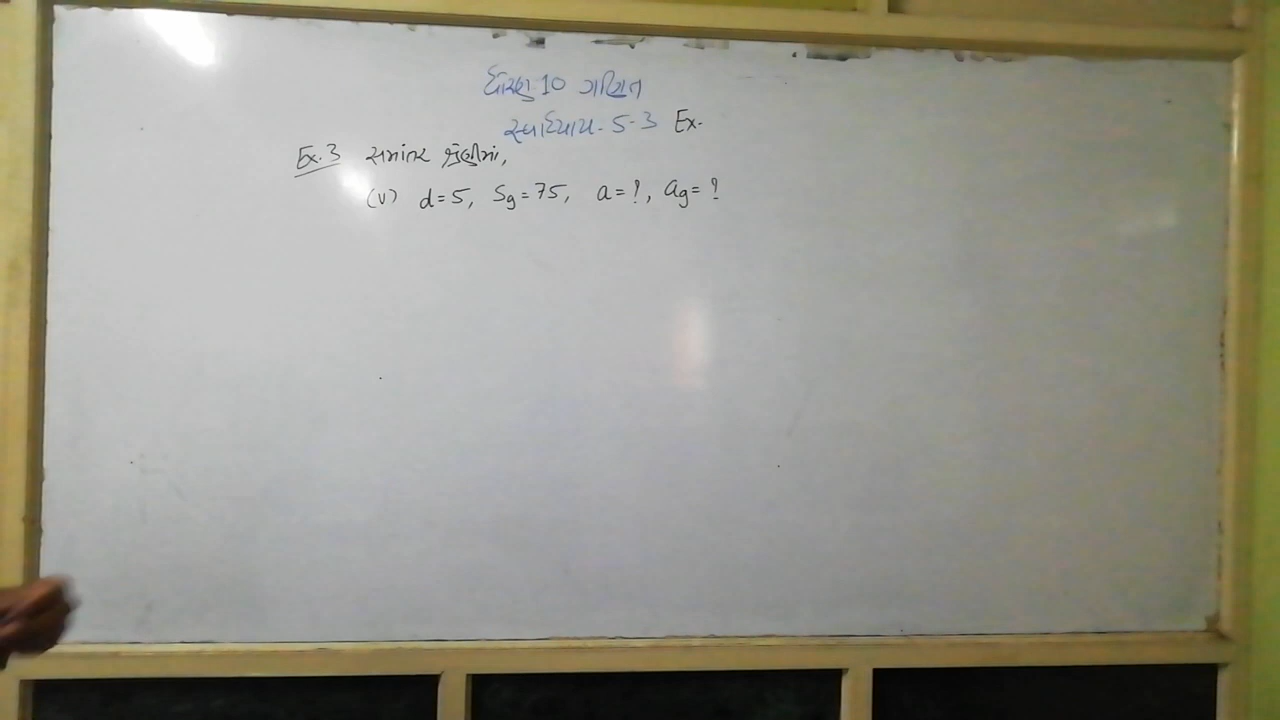 ધોરણ 10 ગણિત
સ્વાધ્યાય- 5.3 Ex.
Ex.3 સમાંતર શ્રેણીમાં,
(v) d=5, S₉=75, a=?, a₉=?